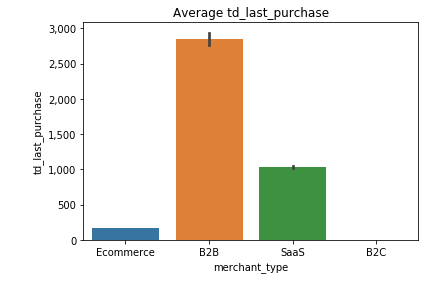 Average td_last_purchase
3,000
2,500
2,000
1,500
1,000
500
0
td_last_purchase
Ecommerce B2B SaaS B2C
merchant_type